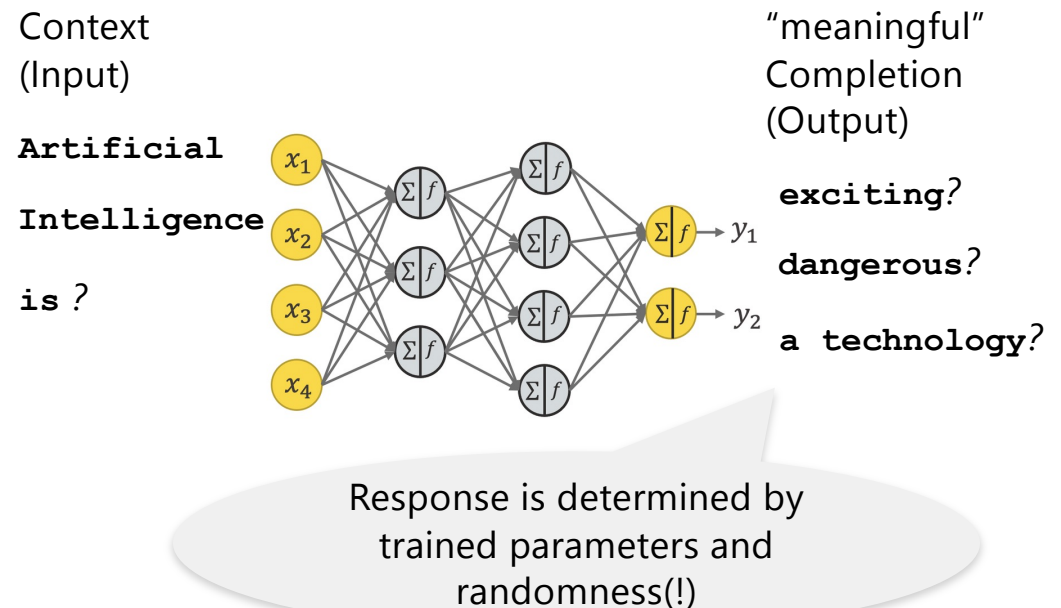 Context
(Input)
Artificial
Intelligence
is ?
x₁
x₂
x₃
x₄
Σ f
Σ f
Σ f
Σ f
Σ f
Σ f
Σ f
Σ f
Σ f
y₁
y₂
“meaningful”
Completion
(Output)
exciting?
dangerous?
a technology?
Response is determined by
trained parameters and
randomness(!)